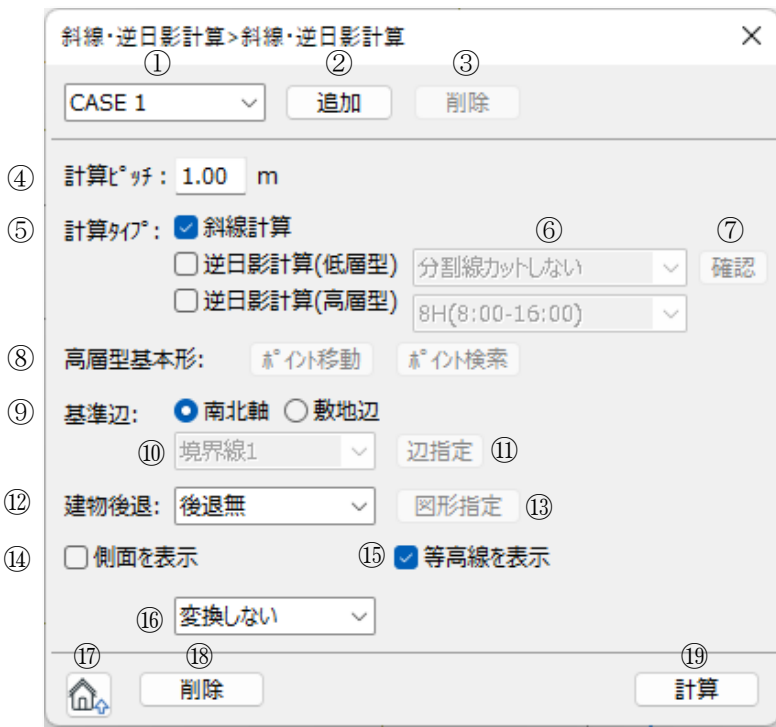 斜線・逆日影計算>斜線・逆日影計算
① ② ③
CASE 1 追加 削除
④ 計算ﾋﾟｯﾁ: 1.00 m
⑤ 計算ﾀｲﾌﾟ: 斜線計算 ⑥ ⑦
逆日影計算(低層型) 分割線カットしない 確認
逆日影計算(高層型) 8H(8:00-16:00)
⑧ 高層型基本形: ﾎﾟｲﾝﾄ移動 ﾎﾟｲﾝﾄ検索
⑨ 基準辺: 南北軸 敷地辺
⑩ 境界線1 辺指定 ⑪
⑫ 建物後退: 後退無 図形指定 ⑬
⑭ 側面を表示 ⑮ 等高線を表示
⑯ 変換しない
⑰ ⑱ ⑲
削除 計算